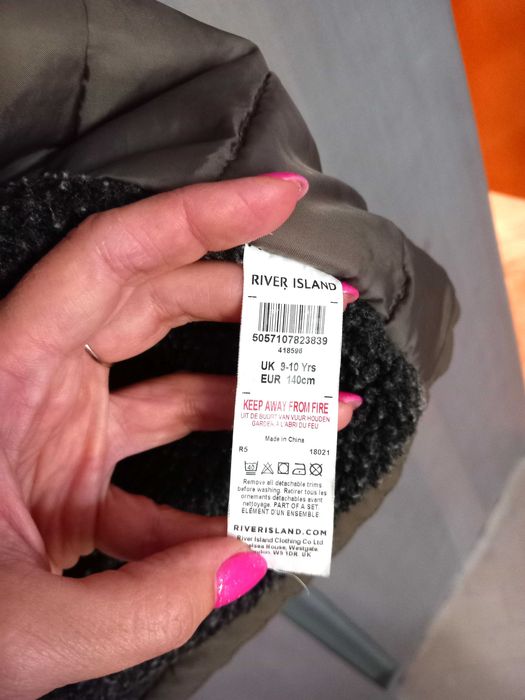 RIVER ISLAND
5057107823839
418596
UK 9-10 Yrs
EUR 140cm
KEEP AWAY FROM FIRE
UIT DE BUURT VAN VUUR HOUDEN
GARDER A L'ABRI DU FEU
Made in China
R5 18021
Remove all detachable trims
before washing. Retirer tous les
ornements détachables avant
nettoyage. PART OF A SET
ÉLÉMENT D'UN ENSEMBLE
RIVERISLAND.COM
River Island Clothing Co Ltd
elsea House, Westgate
London W5 1DR UK